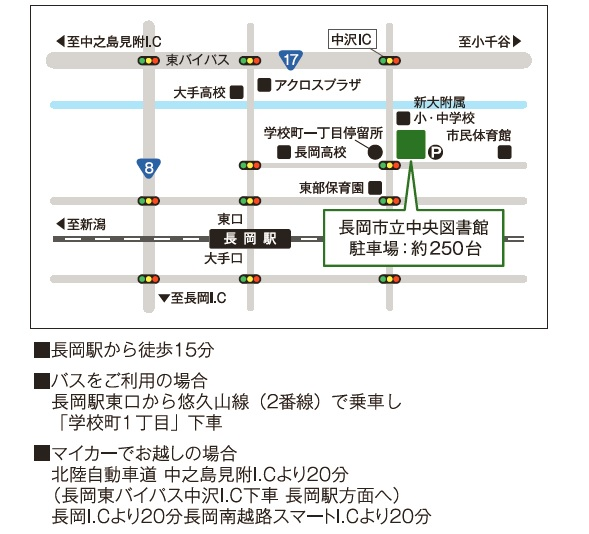 ◀至中之島見附I.C
中沢IC
至小千谷▶
東バイパス
17
アクロスプラザ
大手高校
新大附属
小・中学校
学校町一丁目停留所
市民体育館
長岡高校
P
8
東部保育園
◀至新潟
東口
長岡駅
大手口
長岡市立中央図書館
駐車場：約250台
▼至長岡I.C
■長岡駅から徒歩15分
■バスをご利用の場合
長岡駅東口から悠久山線（2番線）で乗車し
「学校町1丁目」下車
■マイカーでお越しの場合
北陸自動車道 中之島見附I.Cより20分
（長岡東バイパス中沢I.C下車 長岡駅方面へ）
長岡I.Cより20分長岡南越路スマートI.Cより20分